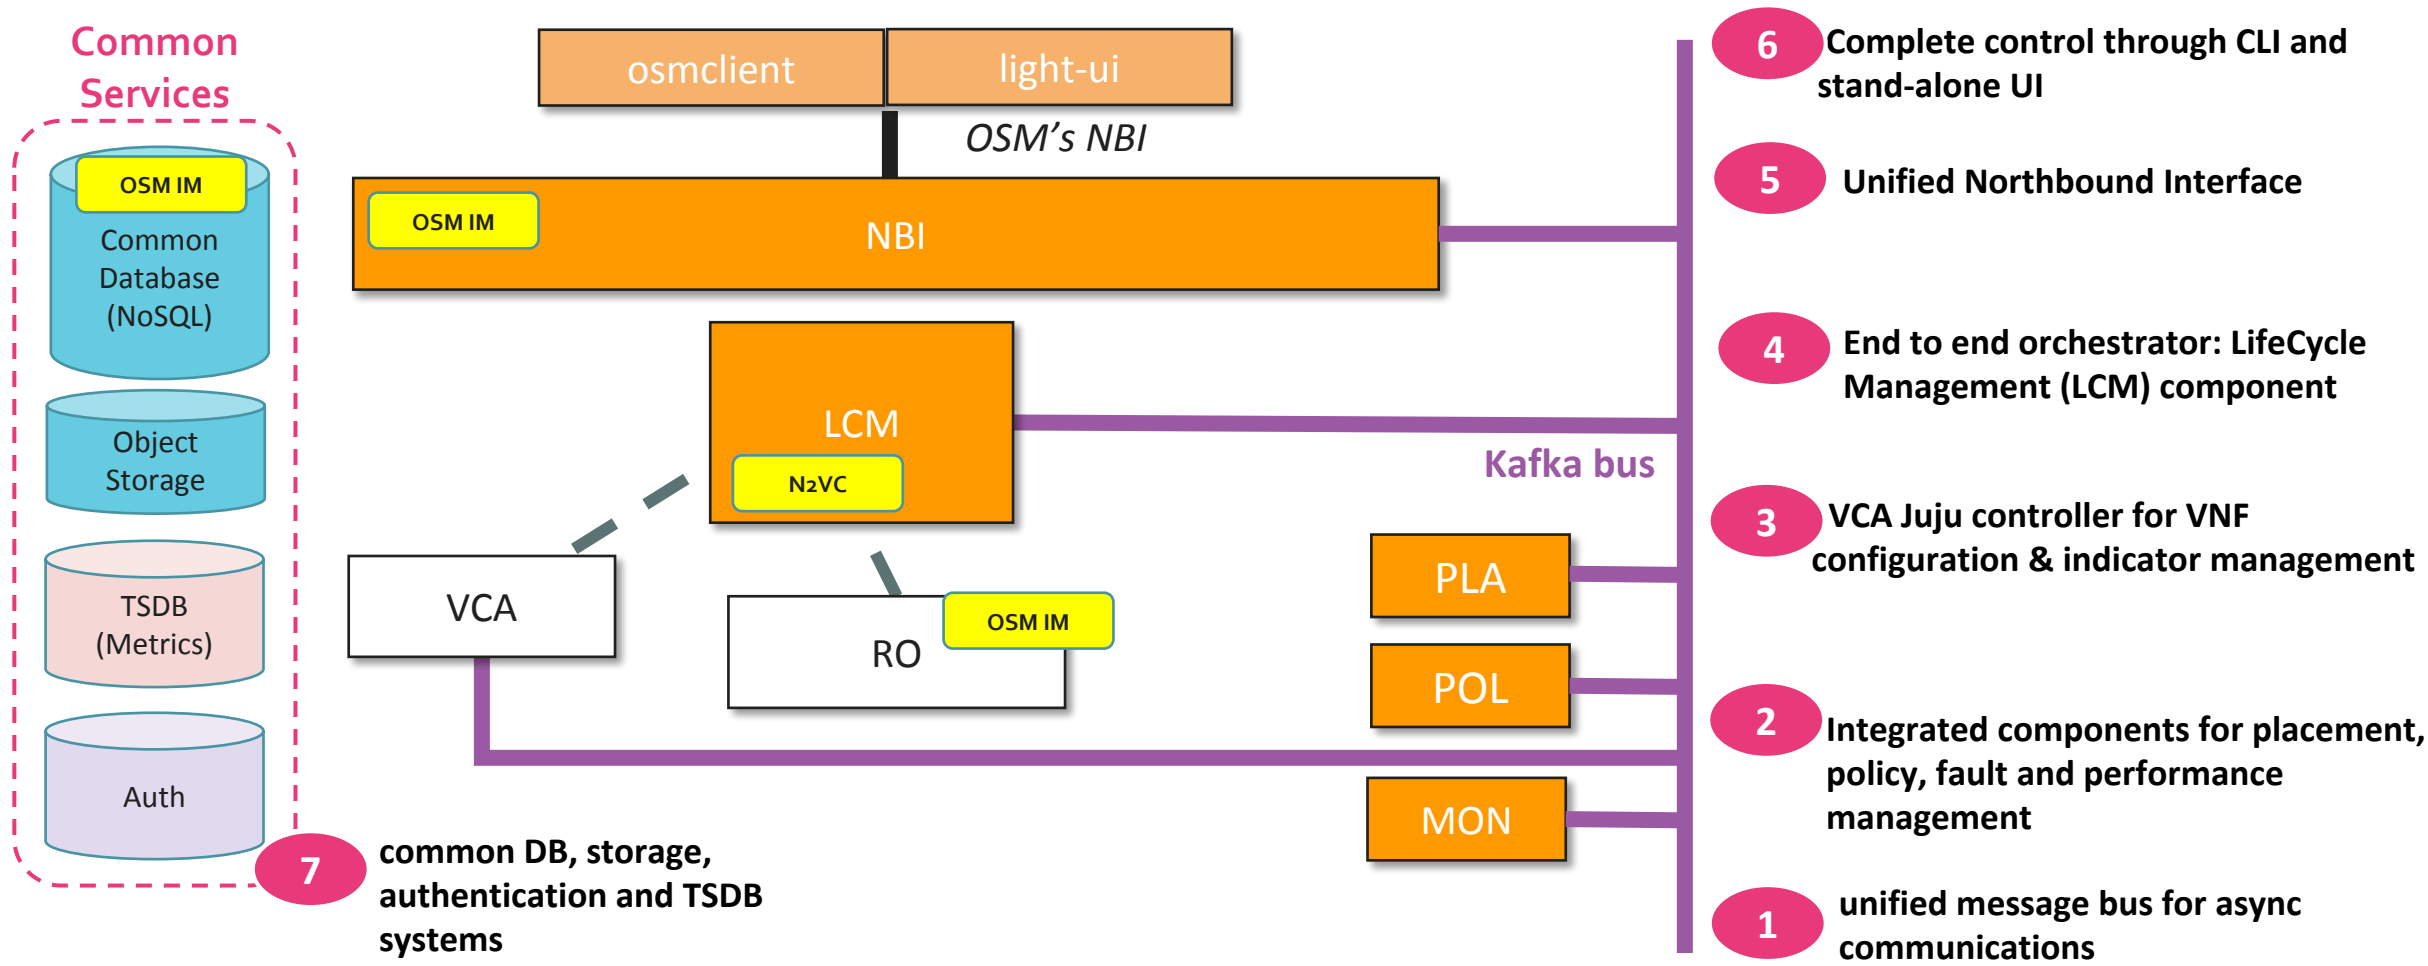 Common
Services
OSM IM
Common
Database
(NoSQL)
Object
Storage
TSDB
(Metrics)
Auth
7
common DB, storage,
authentication and TSDB
systems
osmclient
light-ui
OSM's NBI
OSM IM
NBI
LCM
N2VC
Kafka bus
VCA
RO
OSM IM
PLA
POL
MON
6
Complete control through CLI and
stand-alone UI
5
Unified Northbound Interface
4
End to end orchestrator: LifeCycle
Management (LCM) component
3
VCA Juju controller for VNF
configuration & indicator management
2
Integrated components for placement,
policy, fault and performance
management
1
unified message bus for async
communications